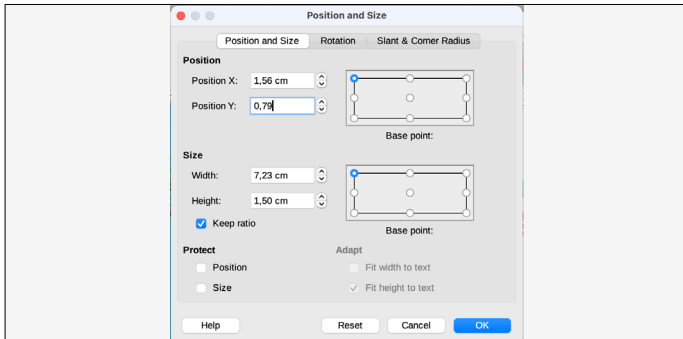 Position and Size
Position and Size Rotation Slant & Corner Radius
Position
Position X: 1,56 cm
Position Y: 0,79
Base point:
Size
Width: 7,23 cm
Height: 1,50 cm
Keep ratio
Base point:
Protect Adapt
Position Fit width to text
Size Fit height to text
Help Reset Cancel OK